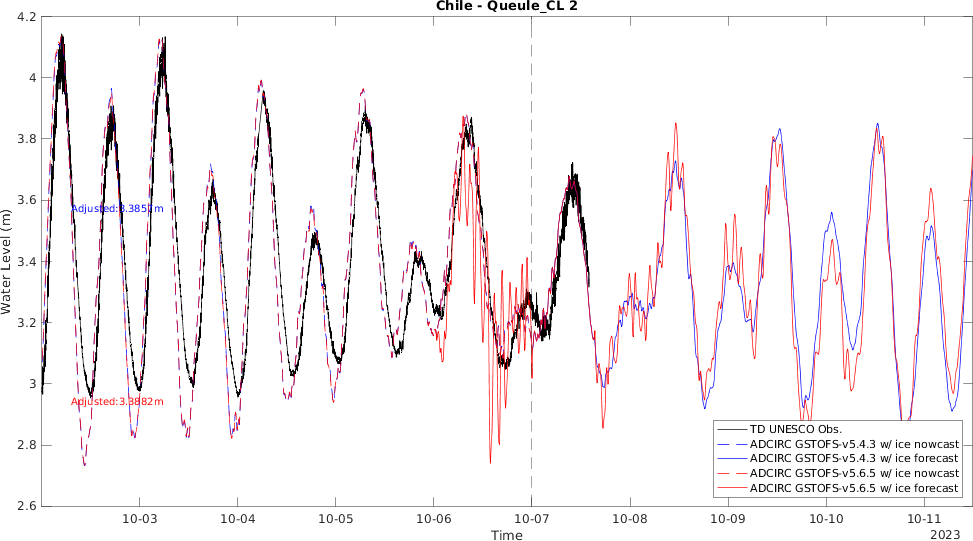 Chile - Queule_CL 2
4.2
4
3.8
3.6
3.4
3.2
3
2.8
2.6
Water Level (m)
Adjusted:3.3857m
Adjusted:3.3882m
TD UNESCO Obs.
ADCIRC GSTOFS-v5.4.3 w/ ice nowcast
ADCIRC GSTOFS-v5.4.3 w/ ice forecast
ADCIRC GSTOFS-v5.6.5 w/ ice nowcast
ADCIRC GSTOFS-v5.6.5 w/ ice forecast
10-03 10-04 10-05 10-06 10-07 10-08 10-09 10-10 10-11
Time
2023